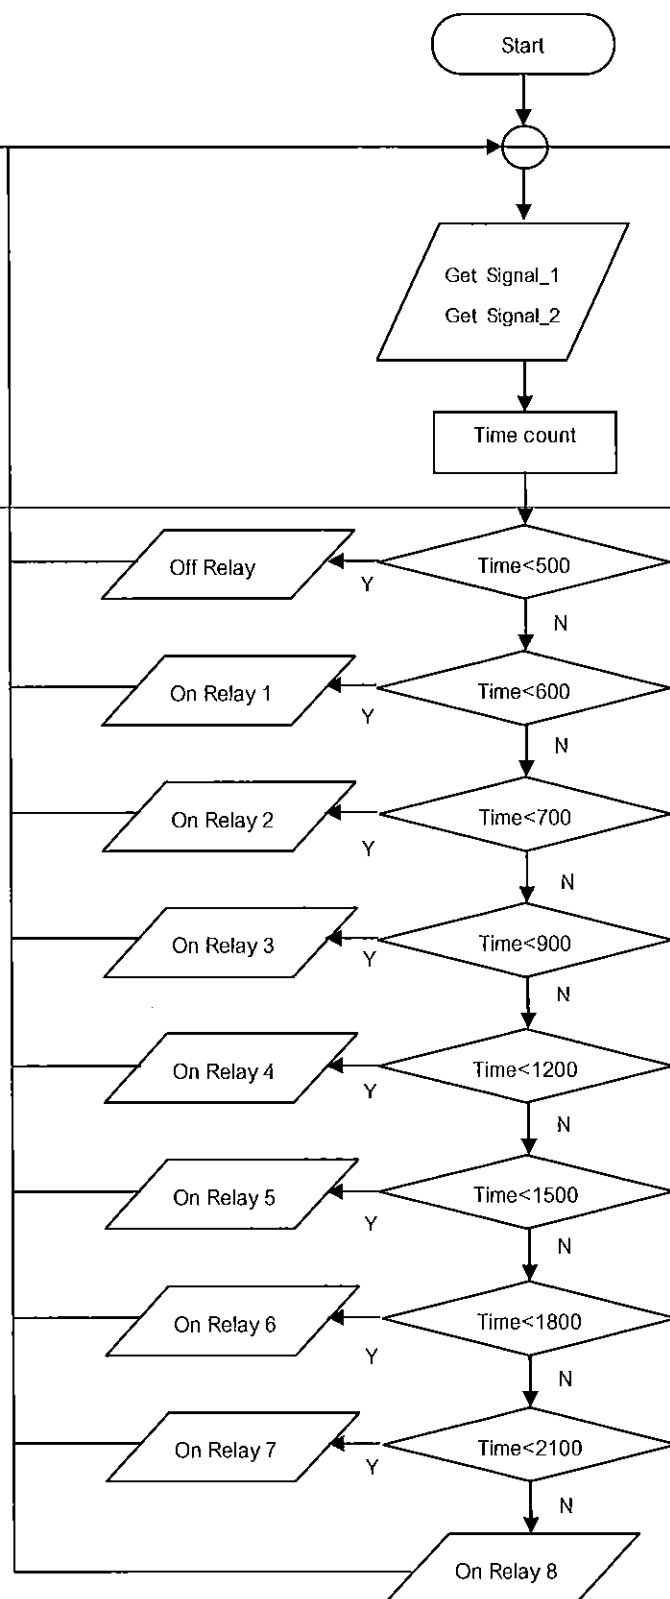 Start
Get Signal_1
Get Signal_2
Time count
Off Relay
Y
Time<500
N
On Relay 1
Y
Time<600
N
On Relay 2
Y
Time<700
N
On Relay 3
Y
Time<900
N
On Relay 4
Y
Time<1200
N
On Relay 5
Y
Time<1500
N
On Relay 6
Y
Time<1800
N
On Relay 7
Y
Time<2100
N
On Relay 8